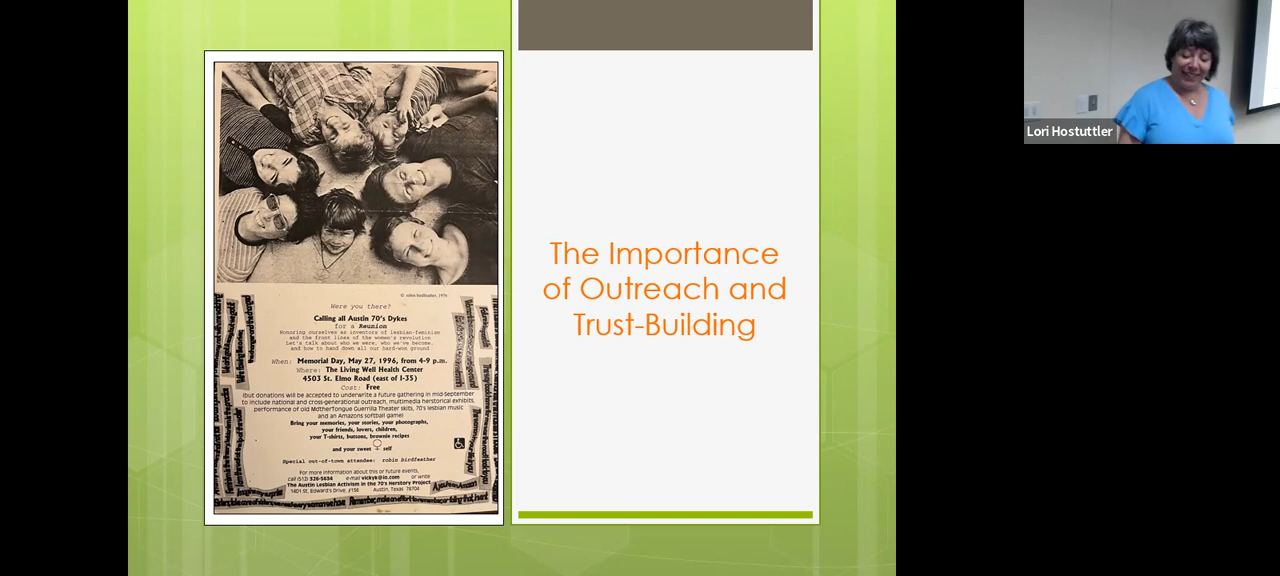 © robin birdfeather, 1976
Were you there?
Calling all Austin 70's Dykes
for a Reunion
Honoring ourselves as inventors of lesbian-feminism
and the front lines of the women's revolution
Let's talk about who we were, who we've become,
and how to hand down all our hard-won ground
When: Memorial Day, May 27, 1996, from 4-9 p.m.
Where: The Living Well Health Center
4503 St. Elmo Road (east of I-35)
Cost: Free
(but donations will be accepted to underwrite a future gathering in mid-September
to include national and cross-generational outreach, multimedia herstorical exhibits,
performance of old MotherTongue Guerrilla Theater skits, 70's lesbian music
and an Amazons softball game)
Bring your memories, your stories, your photographs,
your friends, lovers, children,
your T-shirts, buttons, brownie recipes
and your sweet self
Special out-of-town attendee: robin birdfeather
For more information about this or future events,
call (512) 326-5634 e-mail vickyk@io.com or write
The Austin Lesbian Activism in the 70's Herstory Project
1401 St. Edward's Drive, #158 Austin, Texas 78704
The Importance
of Outreach and
Trust-Building
Lori Hostuttler